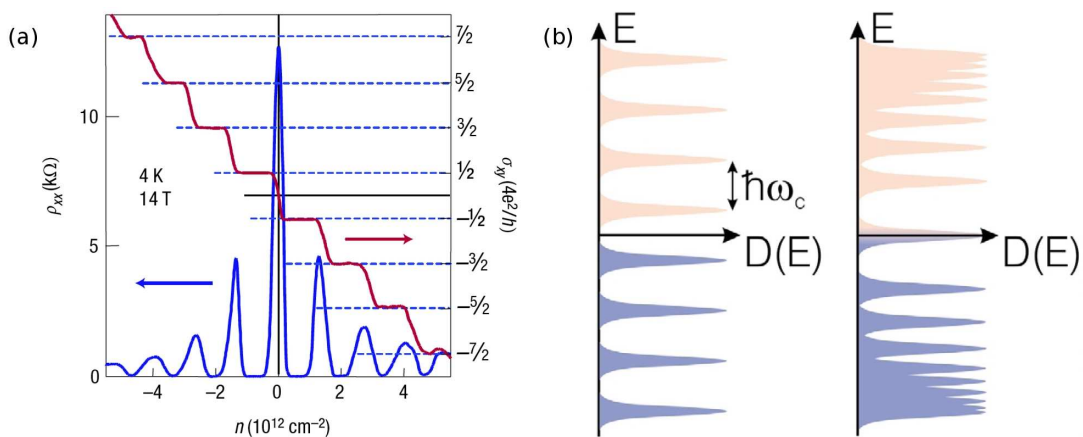 (a)
ρxx(kΩ)
10
5
0
4 K
14 T
7/2
5/2
3/2
1/2
–1/2
–3/2
–5/2
–7/2
σxy(4e²/h)
–4
–2
0
2
4
n (10¹² cm⁻²)
(b)
E
ħωc
D(E)
E
D(E)